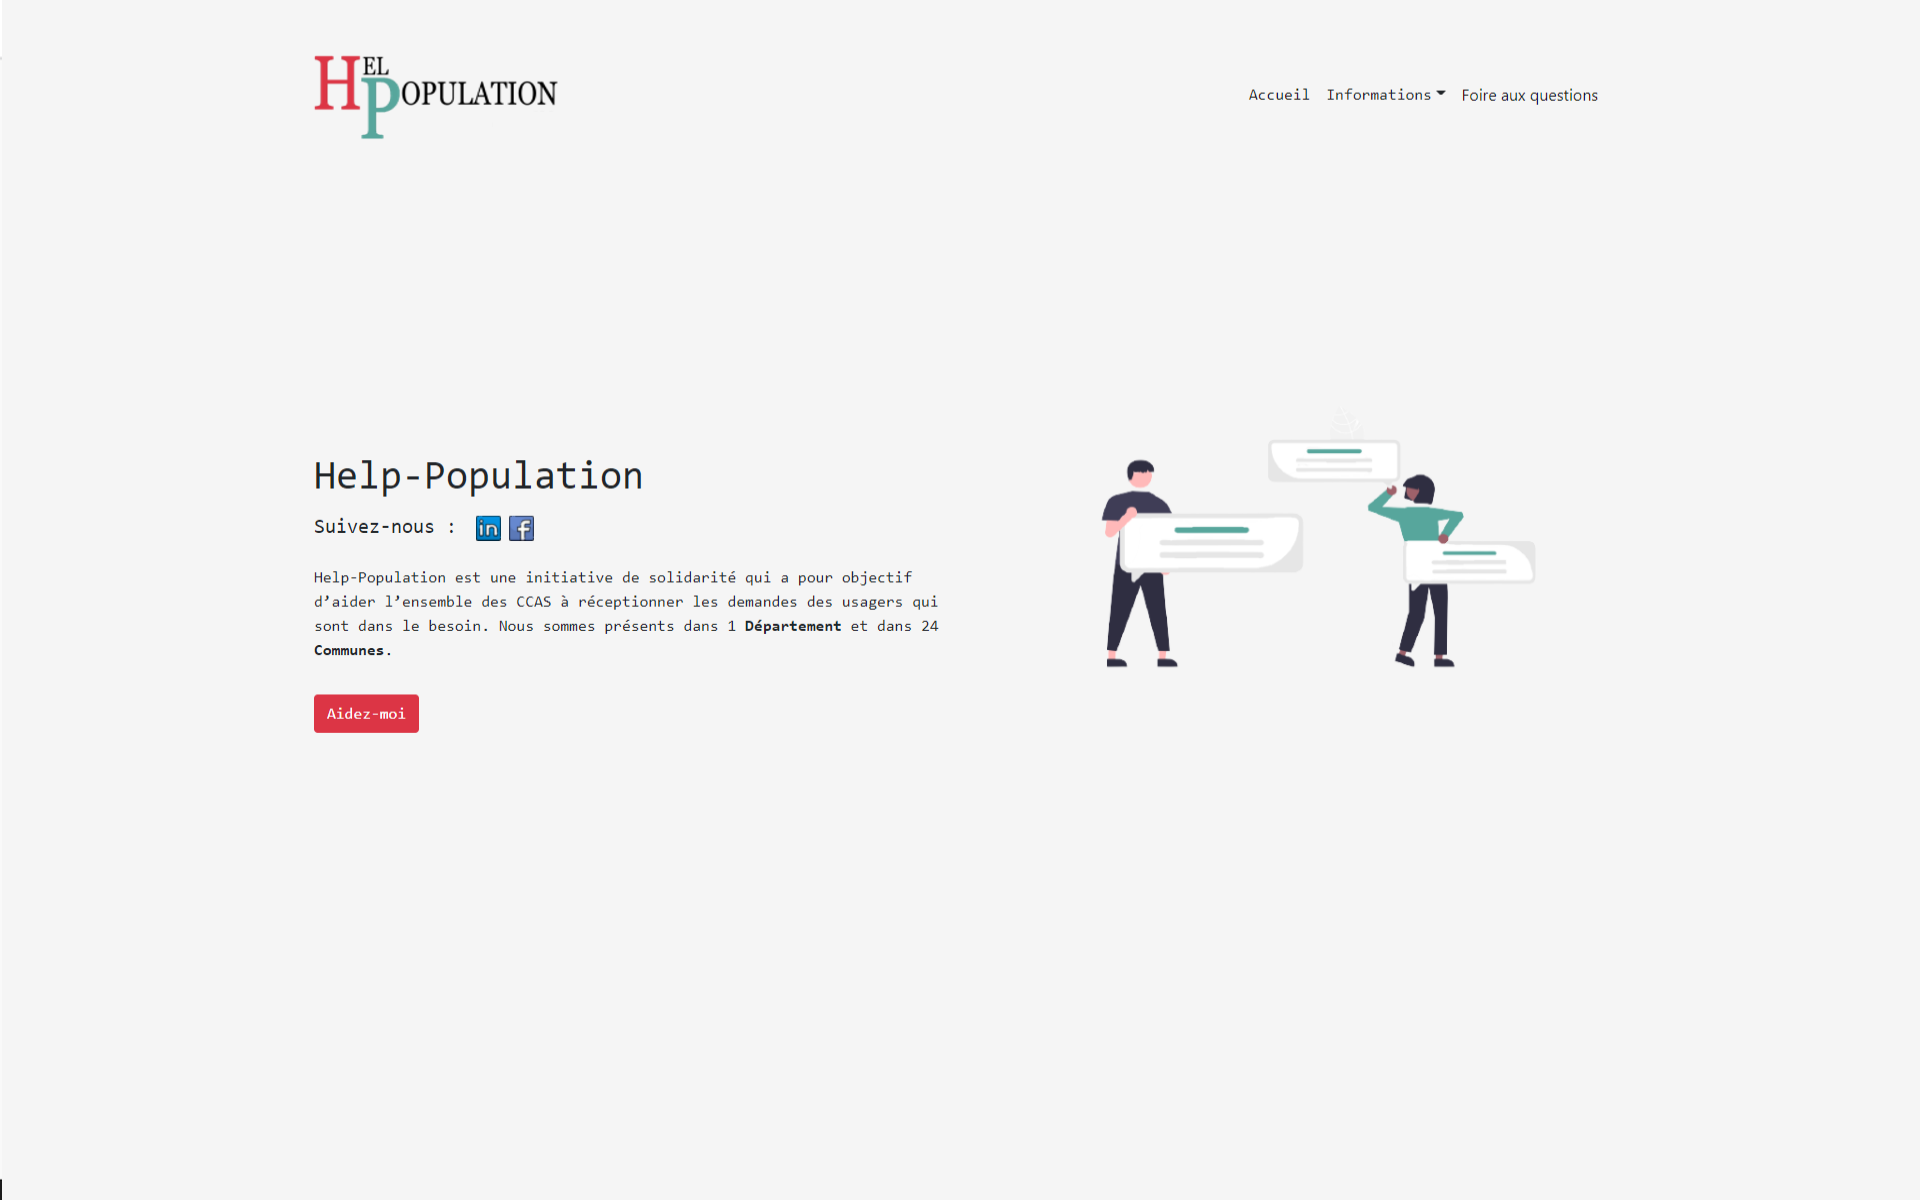 HEL
POPULATION
Accueil Informations Foire aux questions
Help-Population
Suivez-nous : in f
Help-Population est une initiative de solidarité qui a pour objectif
d’aider l’ensemble des CCAS à réceptionner les demandes des usagers qui
sont dans le besoin. Nous sommes présents dans 1 Département et dans 24
Communes.
Aidez-moi